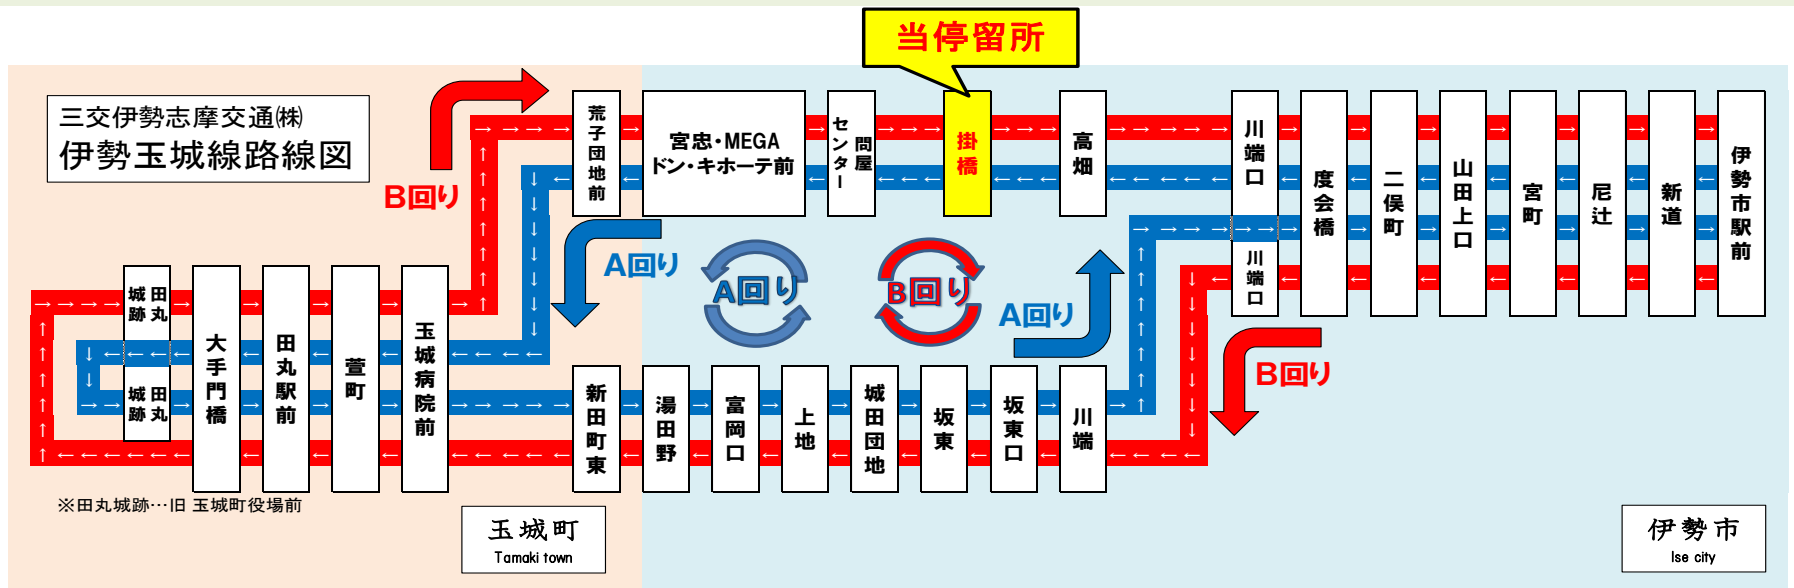 当停留所
三交伊勢志摩交通㈱
伊勢玉城線路線図
B回り
荒子団地前
宮忠・MEGA
ドン・キホーテ前
問屋
センター
掛橋
高畑
川端口
度会橋
二俣町
山田上口
宮町
尼辻
新道
伊勢市駅前
A回り
A回り
B回り
A回り
川端口
B回り
田丸
城跡
大手門橋
田丸駅前
萱町
玉城病院前
田丸
城跡
新田町東
湯田野
富岡口
上地
城田団地
坂東
坂東口
川端
※田丸城跡…旧 玉城町役場前
玉城町
Tamaki town
伊勢市
Ise city